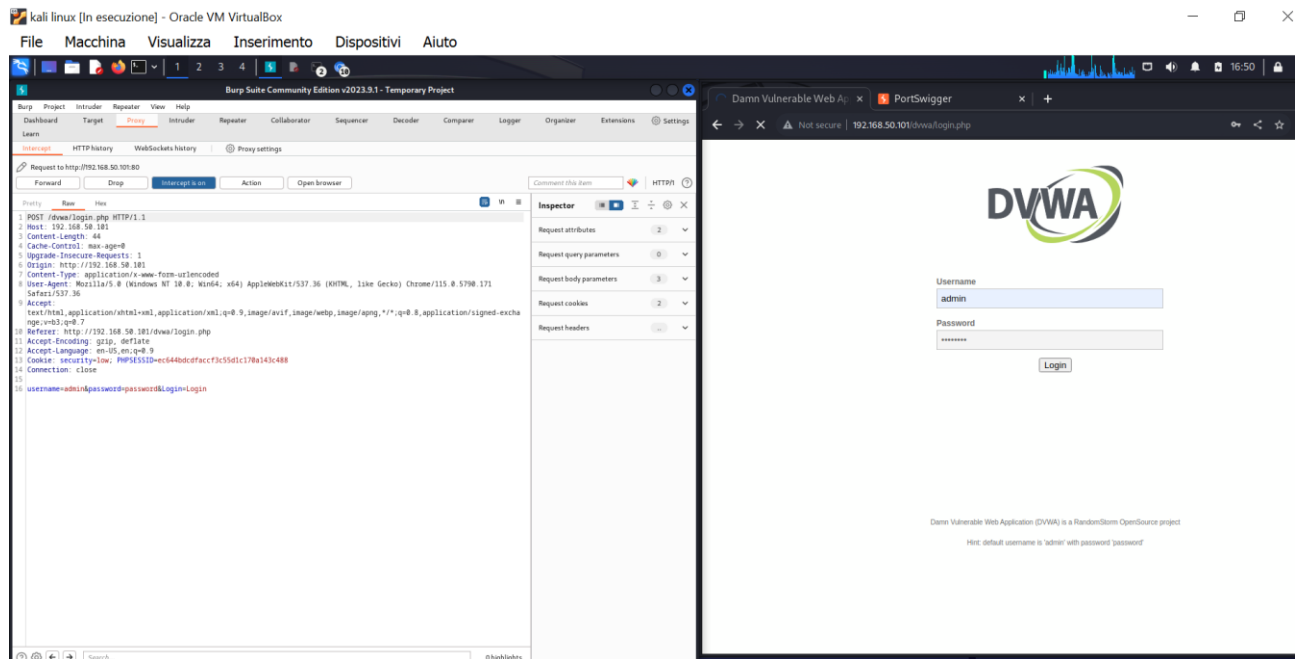 kali linux [In esecuzione] - Oracle VM VirtualBox
File Macchina Visualizza Inserimento Dispositivi Aiuto
1 2 3 4 16:50
Burp Suite Community Edition v2023.9.1 - Temporary Project
Burp Project Intruder Repeater View Help
Dashboard Target Proxy Intruder Repeater Collaborator Sequencer Decoder Comparer Logger Organizer Extensions Settings
Learn
Intercept HTTP history WebSockets history Proxy settings
Request to http://192.168.50.101:80
Forward Drop Intercept is on Action Open browser Comment this item HTTP/1
Pretty Raw Hex \n
1 POST /dvwa/login.php HTTP/1.1
2 Host: 192.168.50.101
3 Content-Length: 44
4 Cache-Control: max-age=0
5 Upgrade-Insecure-Requests: 1
6 Origin: http://192.168.50.101
7 Content-Type: application/x-www-form-urlencoded
8 User-Agent: Mozilla/5.0 (Windows NT 10.0; Win64; x64) AppleWebKit/537.36 (KHTML, like Gecko) Chrome/115.0.5790.171
Safari/537.36
9 Accept:
text/html,application/xhtml+xml,application/xml;q=0.9,image/avif,image/webp,image/apng,*/*;q=0.8,application/signed-excha
nge;v=b3;q=0.7
10 Referer: http://192.168.50.101/dvwa/login.php
11 Accept-Encoding: gzip, deflate
12 Accept-Language: en-US,en;q=0.9
13 Cookie: security=low; PHPSESSID=ec644bdcdfaccf3c55d1c170a143c488
14 Connection: close
15
16 username=admin&password=password&Login=Login
Search 0 highlights
Inspector
Request attributes 2
Request query parameters 0
Request body parameters 3
Request cookies 2
Request headers
Damn Vulnerable Web Ap PortSwigger
Not secure 192.168.50.101/dvwa/login.php
DVWA
Username
admin
Password
••••••••
Login
Damn Vulnerable Web Application (DVWA) is a RandomStorm OpenSource project
Hint: default username is 'admin' with password 'password'